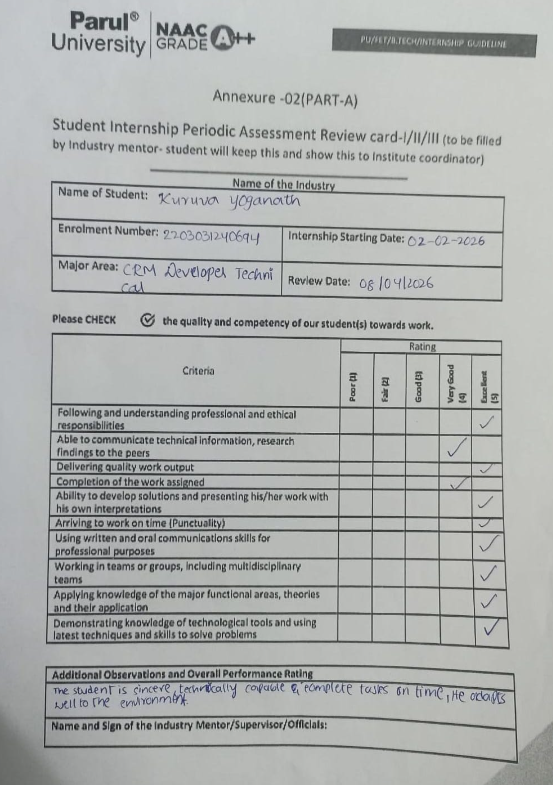 Parul®
University
NAAC
GRADE A++
PU/FET/B.TECH/INTERNSHIP GUIDELINE
Annexure -02(PART-A)
Student Internship Periodic Assessment Review card-I/II/III (to be filled
by Industry mentor- student will keep this and show this to Institute coordinator)
Name of the Industry
Name of Student: Kuruva yoganath
Enrolment Number: 2203031240694
Internship Starting Date: 02-02-2026
Major Area: CRM Developer Techni
cal
Review Date: 08/04/2026
Please CHECK ✓ the quality and competency of our student(s) towards work.
Criteria
Rating
Poor (1)
Fair (2)
Good (3)
Very Good (4)
Excellent (5)
Following and understanding professional and ethical
responsibilities ✓
Able to communicate technical information, research
findings to the peers ✓
Delivering quality work output ✓
Completion of the work assigned ✓
Ability to develop solutions and presenting his/her work with
his own interpretations ✓
Arriving to work on time (Punctuality) ✓
Using written and oral communications skills for
professional purposes ✓
Working in teams or groups, including multidisciplinary
teams ✓
Applying knowledge of the major functional areas, theories
and their application ✓
Demonstrating knowledge of technological tools and using
latest techniques and skills to solve problems ✓
Additional Observations and Overall Performance Rating
The student is sincere, technically capable & complete tasks on time, He adapts
well to the environment
Name and Sign of the Industry Mentor/Supervisor/Officials: